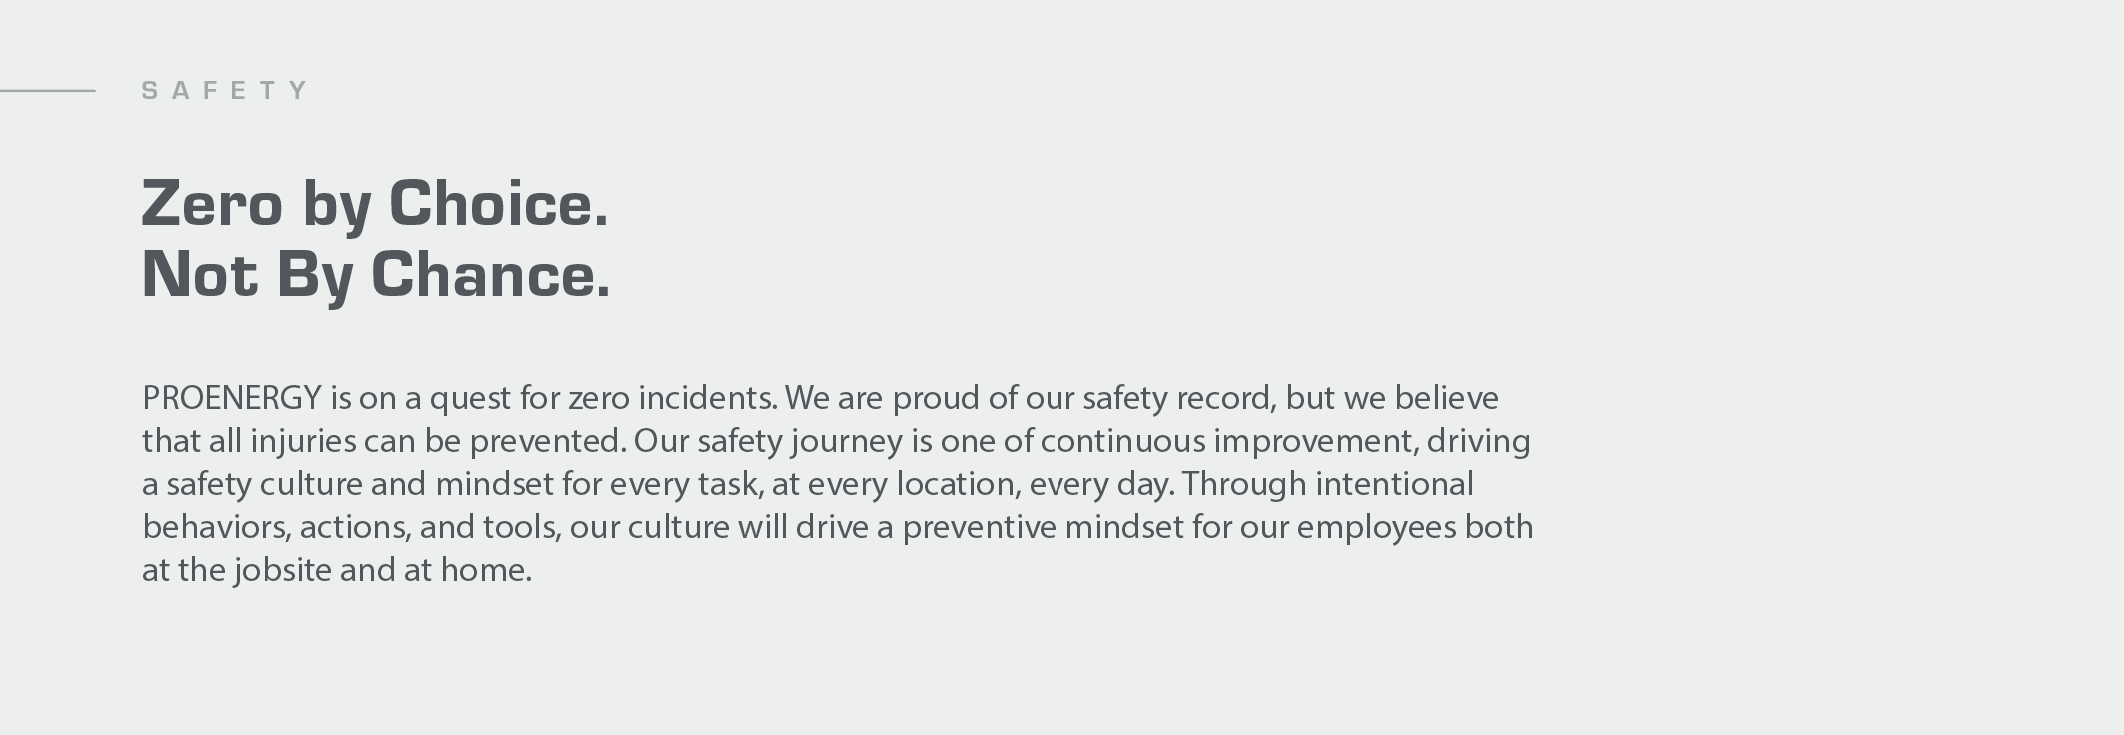 SAFETY
Zero by Choice.
Not By Chance.
PROENERGY is on a quest for zero incidents. We are proud of our safety record, but we believe
that all injuries can be prevented. Our safety journey is one of continuous improvement, driving
a safety culture and mindset for every task, at every location, every day. Through intentional
behaviors, actions, and tools, our culture will drive a preventive mindset for our employees both
at the jobsite and at home.